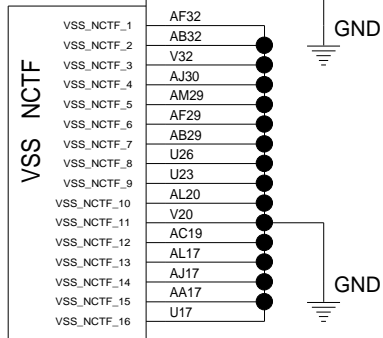 VSS NCTF
VSS_NCTF_1 AF32
VSS_NCTF_2 AB32
VSS_NCTF_3 V32
VSS_NCTF_4 AJ30
VSS_NCTF_5 AM29
VSS_NCTF_6 AF29
VSS_NCTF_7 AB29
VSS_NCTF_8 U26
VSS_NCTF_9 U23
VSS_NCTF_10 AL20
VSS_NCTF_11 V20
VSS_NCTF_12 AC19
VSS_NCTF_13 AL17
VSS_NCTF_14 AJ17
VSS_NCTF_15 AA17
VSS_NCTF_16 U17
GND
GND